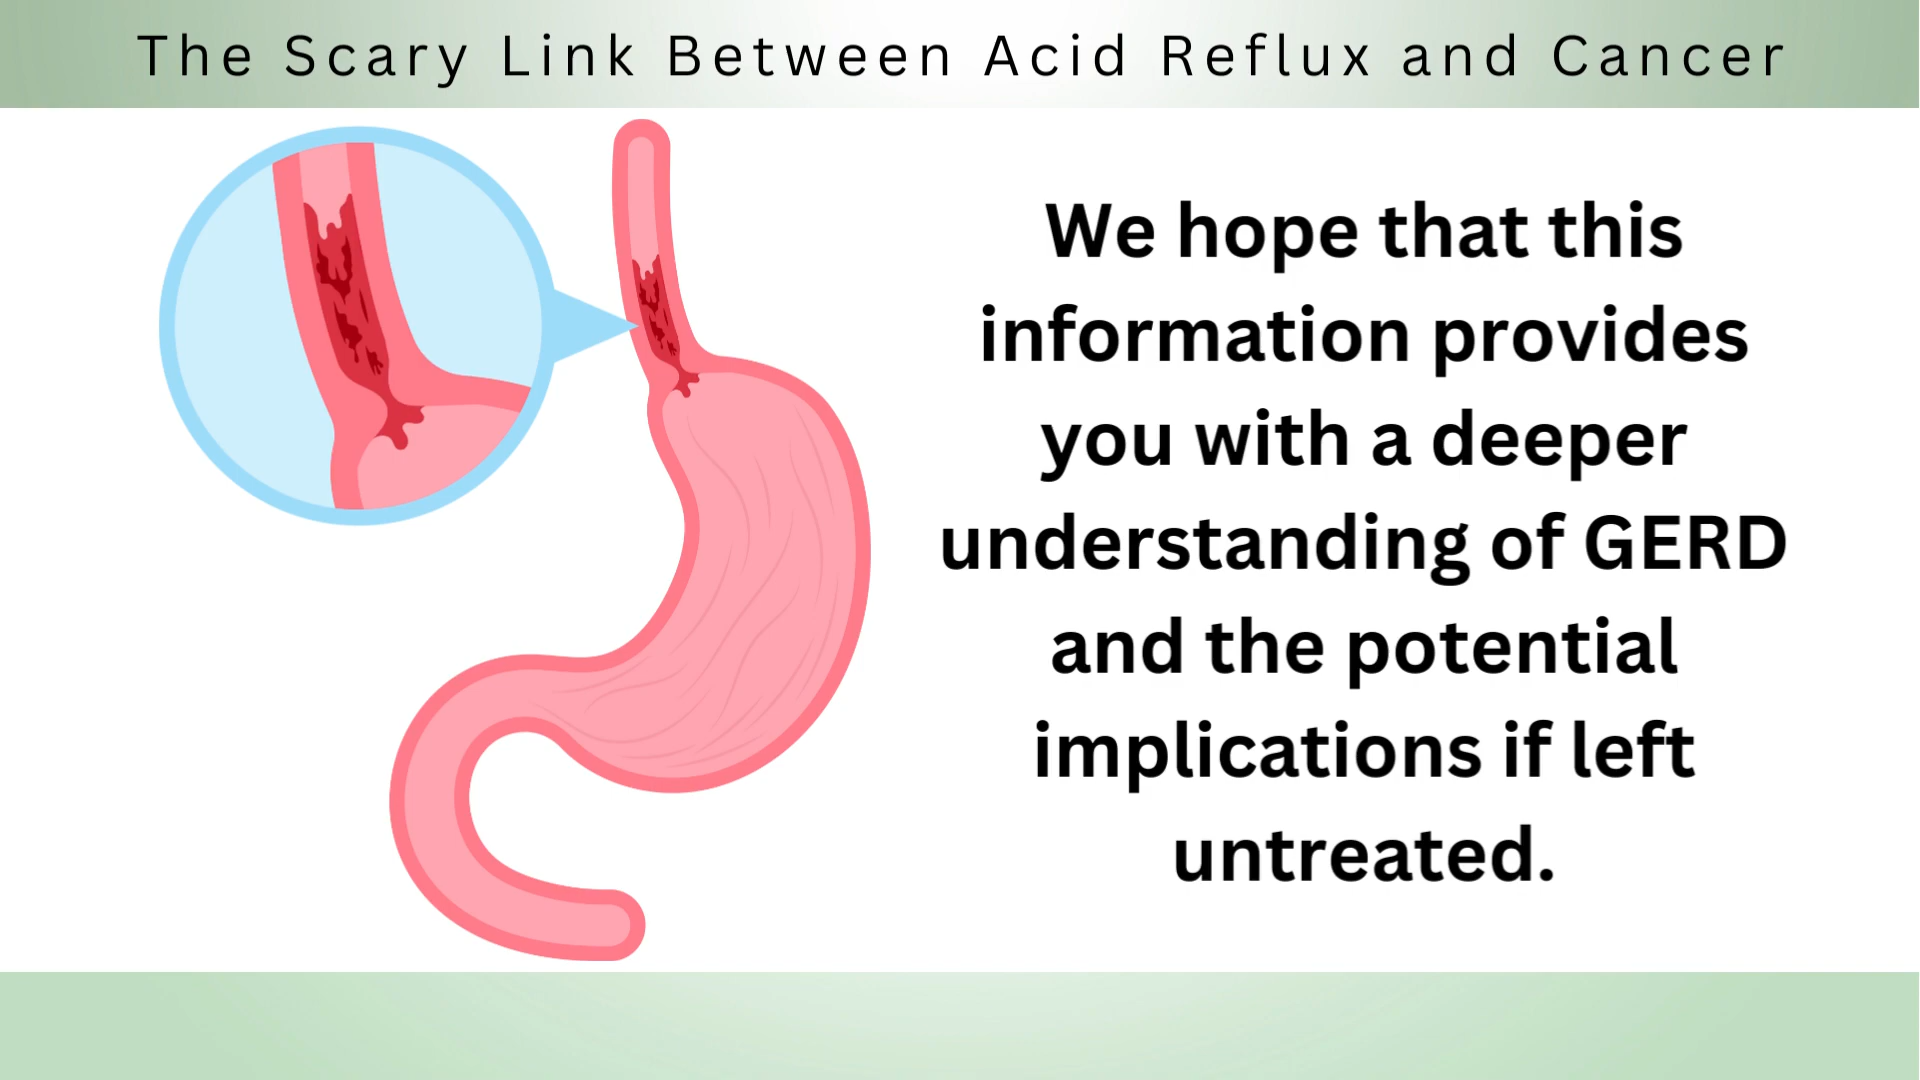 The Scary Link Between Acid Reflux and Cancer
We hope that this
information provides
you with a deeper
understanding of GERD
and the potential
implications if left
untreated.